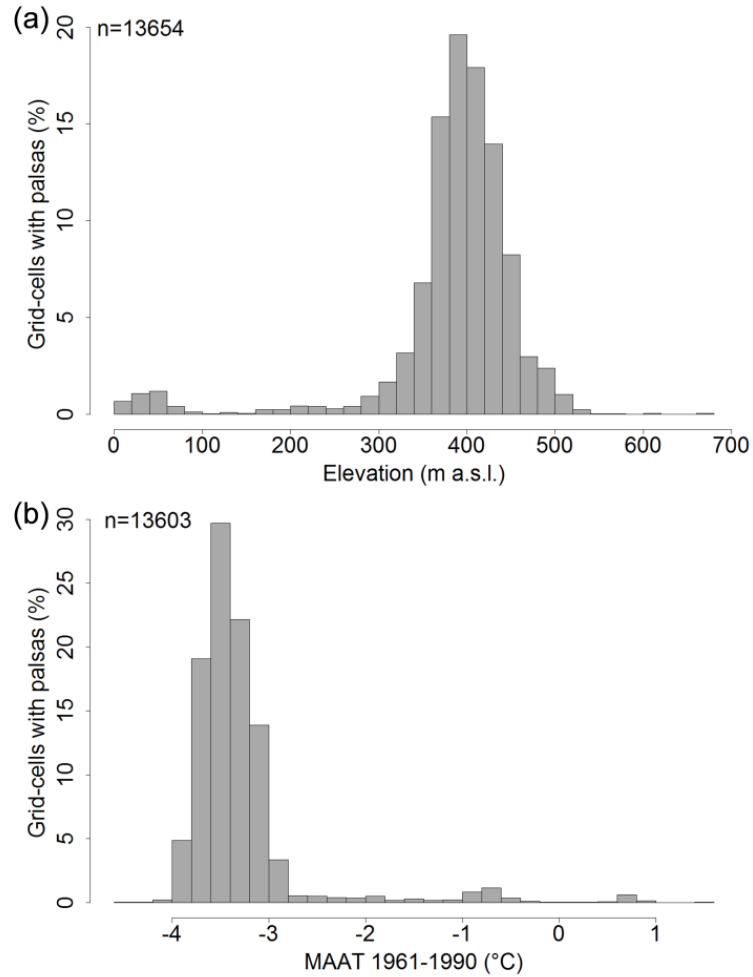 (a)
n=13654
Grid-cells with palsas (%)
20
15
10
5
0
0 100 200 300 400 500 600 700
Elevation (m a.s.l.)
(b)
n=13603
Grid-cells with palsas (%)
30
25
20
15
10
5
0
-4 -3 -2 -1 0 1
MAAT 1961-1990 (°C)